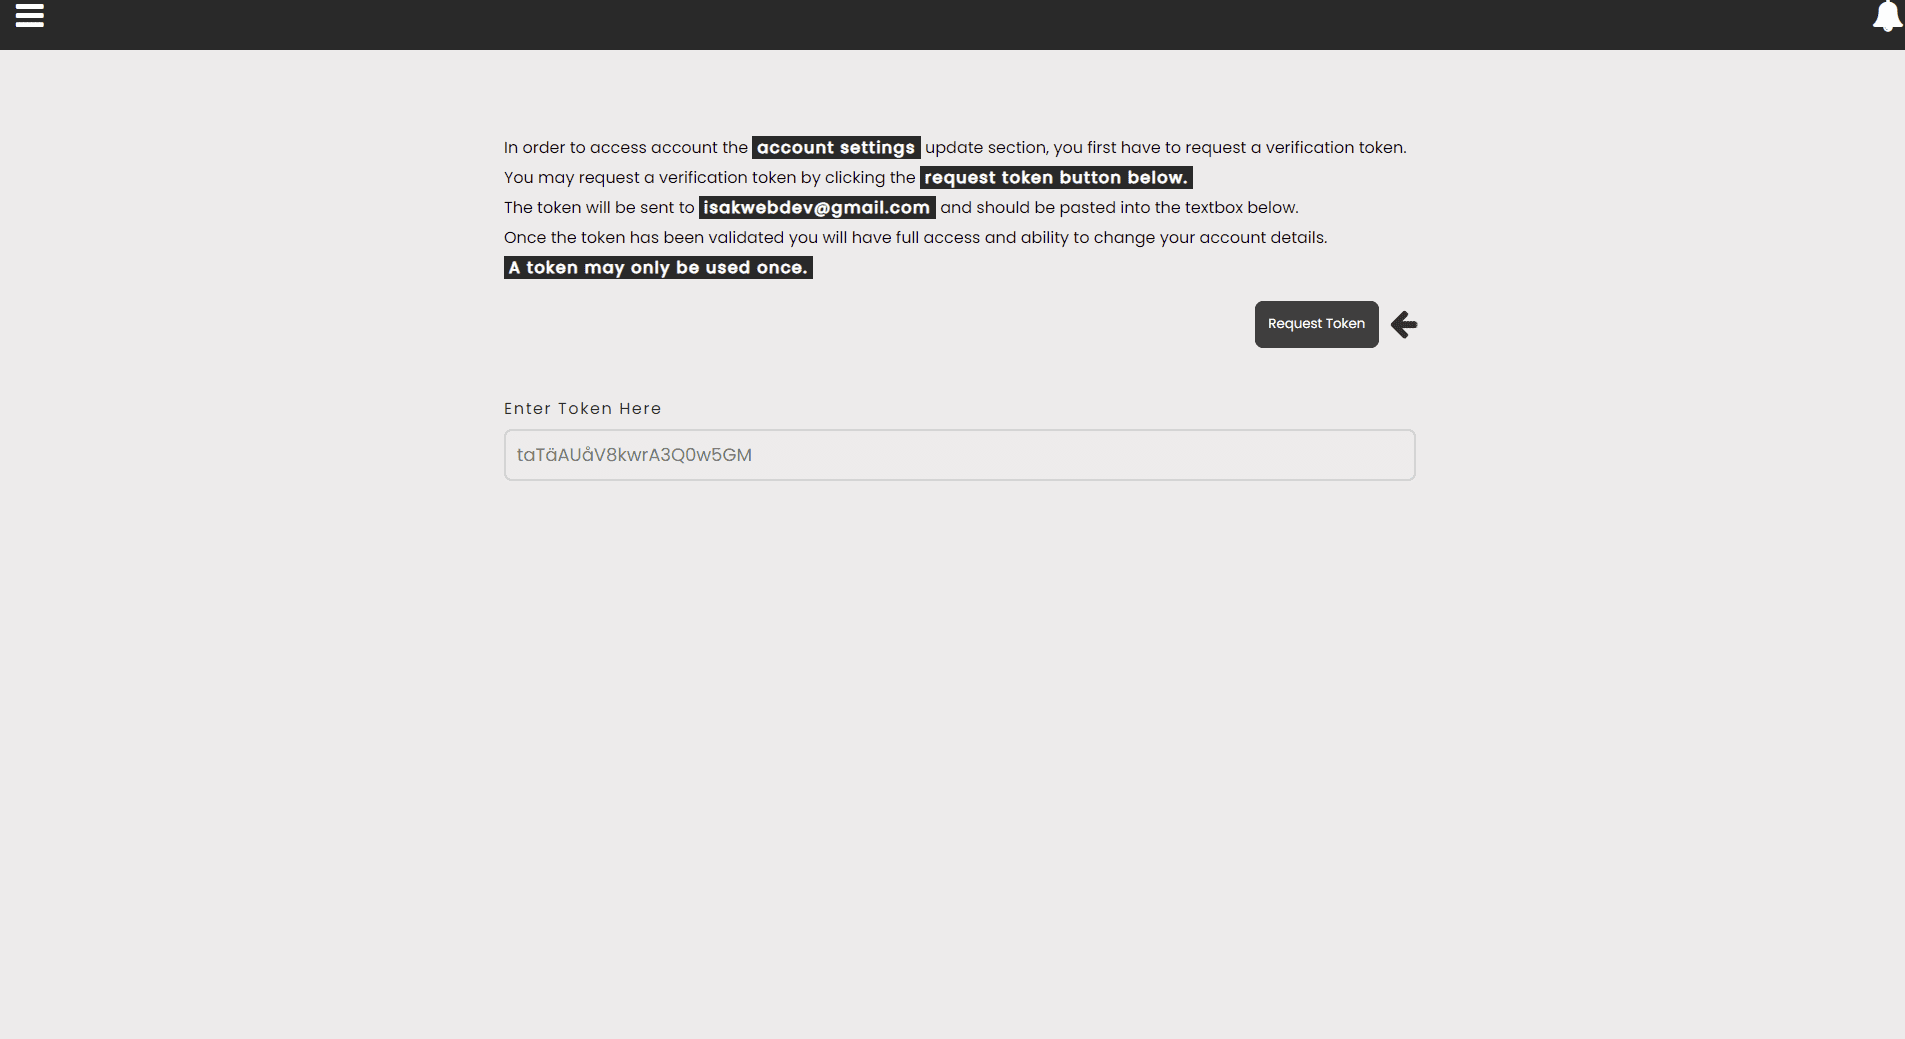 In order to access account the account settings update section, you first have to request a verification token.
You may request a verification token by clicking the request token button below.
The token will be sent to isakwebdev@gmail.com and should be pasted into the textbox below.
Once the token has been validated you will have full access and ability to change your account details.
A token may only be used once.
Request Token
Enter Token Here
taTäAUåV8kwrA3Q0w5GM